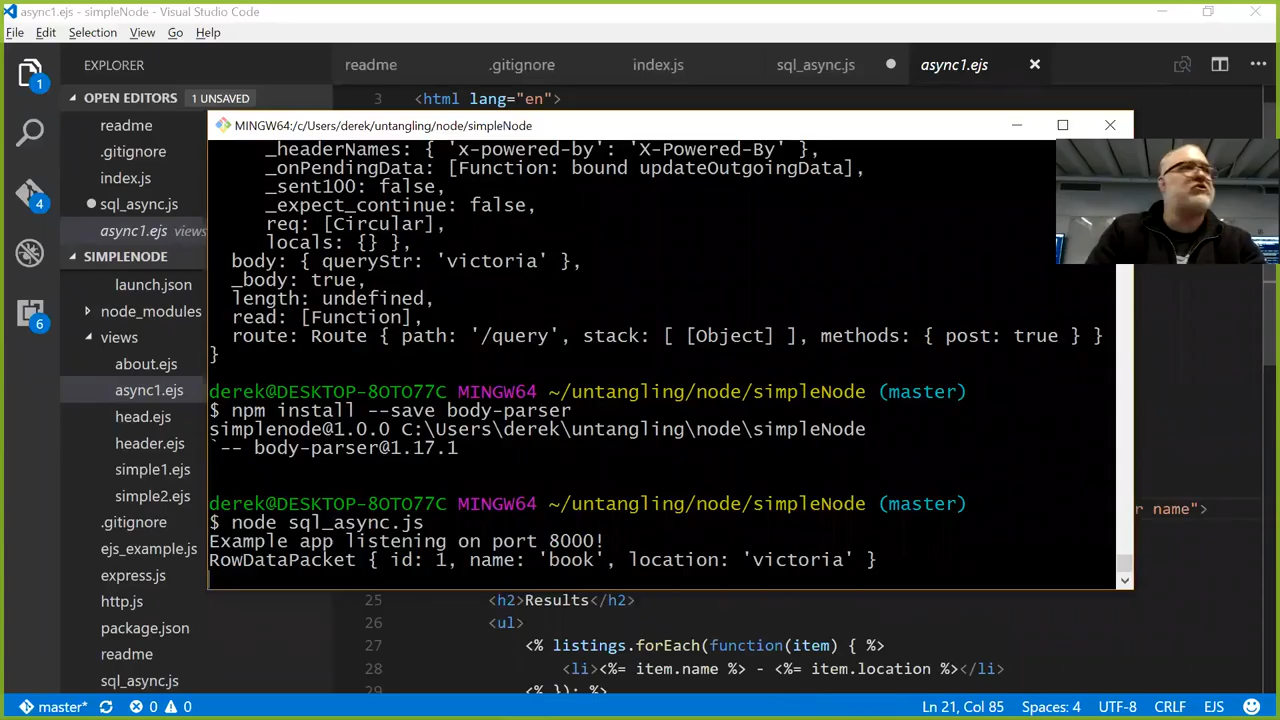 async1.ejs - simpleNode - Visual Studio Code
File Edit Selection View Go Help
EXPLORER
readme .gitignore index.js sql_async.js async1.ejs
OPEN EDITORS 1 UNSAVED
readme
.gitignore
index.js
sql_async.js
async1.ejs views
SIMPLENODE
launch.json
node_modules
views
about.ejs
async1.ejs
head.ejs
header.ejs
simple1.ejs
simple2.ejs
.gitignore
ejs_example.js
express.js
http.js
package.json
readme
sql_async.js
1
4
6
3 <html lang="en">
MINGW64:/c/Users/derek/untangling/node/simpleNode
_headerNames: { 'x-powered-by': 'X-Powered-By' },
_onPendingData: [Function: bound updateOutgoingData],
_sent100: false,
_expect_continue: false,
req: [Circular],
locals: {} },
body: { queryStr: 'victoria' },
_body: true,
length: undefined,
read: [Function],
route: Route { path: '/query', stack: [ [Object] ], methods: { post: true } }
}
derek@DESKTOP-8OTO77C MINGW64 ~/untangling/node/simpleNode (master)
$ npm install --save body-parser
simplenode@1.0.0 C:\Users\derek\untangling\node\simpleNode
`-- body-parser@1.17.1
derek@DESKTOP-8OTO77C MINGW64 ~/untangling/node/simpleNode (master)
$ node sql_async.js
Example app listening on port 8000!
RowDataPacket { id: 1, name: 'book', location: 'victoria' }
r name">
25 <h2>Results</h2>
26 <ul>
27 <% listings.forEach(function(item) { %>
28 <li><%= item.name %> - <%= item.location %></li>
29 <% }); %>
master* 0 0 Ln 21, Col 85 Spaces: 4 UTF-8 CRLF EJS